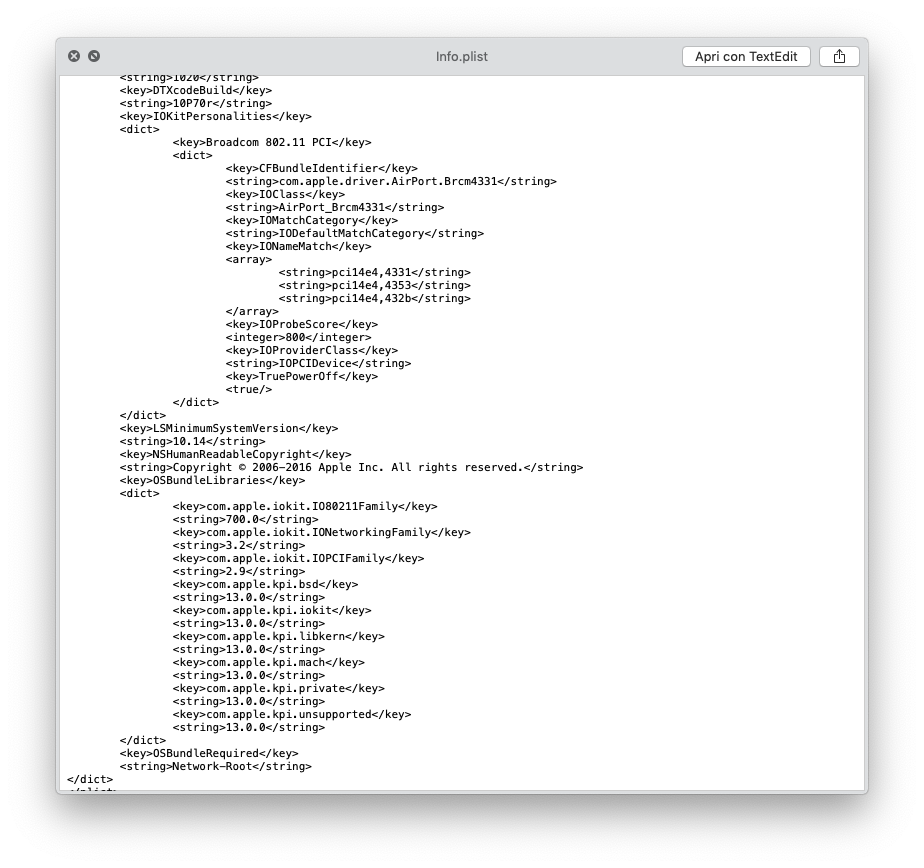 Info.plist
Apri con TextEdit
<string>1020</string>
<key>DTXcodeBuild</key>
<string>10P70r</string>
<key>IOKitPersonalities</key>
<dict>
<key>Broadcom 802.11 PCI</key>
<dict>
<key>CFBundleIdentifier</key>
<string>com.apple.driver.AirPort.Brcm4331</string>
<key>IOClass</key>
<string>AirPort_Brcm4331</string>
<key>IOMatchCategory</key>
<string>IODefaultMatchCategory</string>
<key>IONameMatch</key>
<array>
<string>pci14e4,4331</string>
<string>pci14e4,4353</string>
<string>pci14e4,432b</string>
</array>
<key>IOProbeScore</key>
<integer>800</integer>
<key>IOProviderClass</key>
<string>IOPCIDevice</string>
<key>TruePowerOff</key>
<true/>
</dict>
</dict>
<key>LSMinimumSystemVersion</key>
<string>10.14</string>
<key>NSHumanReadableCopyright</key>
<string>Copyright © 2006–2016 Apple Inc. All rights reserved.</string>
<key>OSBundleLibraries</key>
<dict>
<key>com.apple.iokit.IO80211Family</key>
<string>700.0</string>
<key>com.apple.iokit.IONetworkingFamily</key>
<string>3.2</string>
<key>com.apple.iokit.IOPCIFamily</key>
<string>2.9</string>
<key>com.apple.kpi.bsd</key>
<string>13.0.0</string>
<key>com.apple.kpi.iokit</key>
<string>13.0.0</string>
<key>com.apple.kpi.libkern</key>
<string>13.0.0</string>
<key>com.apple.kpi.mach</key>
<string>13.0.0</string>
<key>com.apple.kpi.private</key>
<string>13.0.0</string>
<key>com.apple.kpi.unsupported</key>
<string>13.0.0</string>
</dict>
<key>OSBundleRequired</key>
<string>Network-Root</string>
</dict>
</plist>